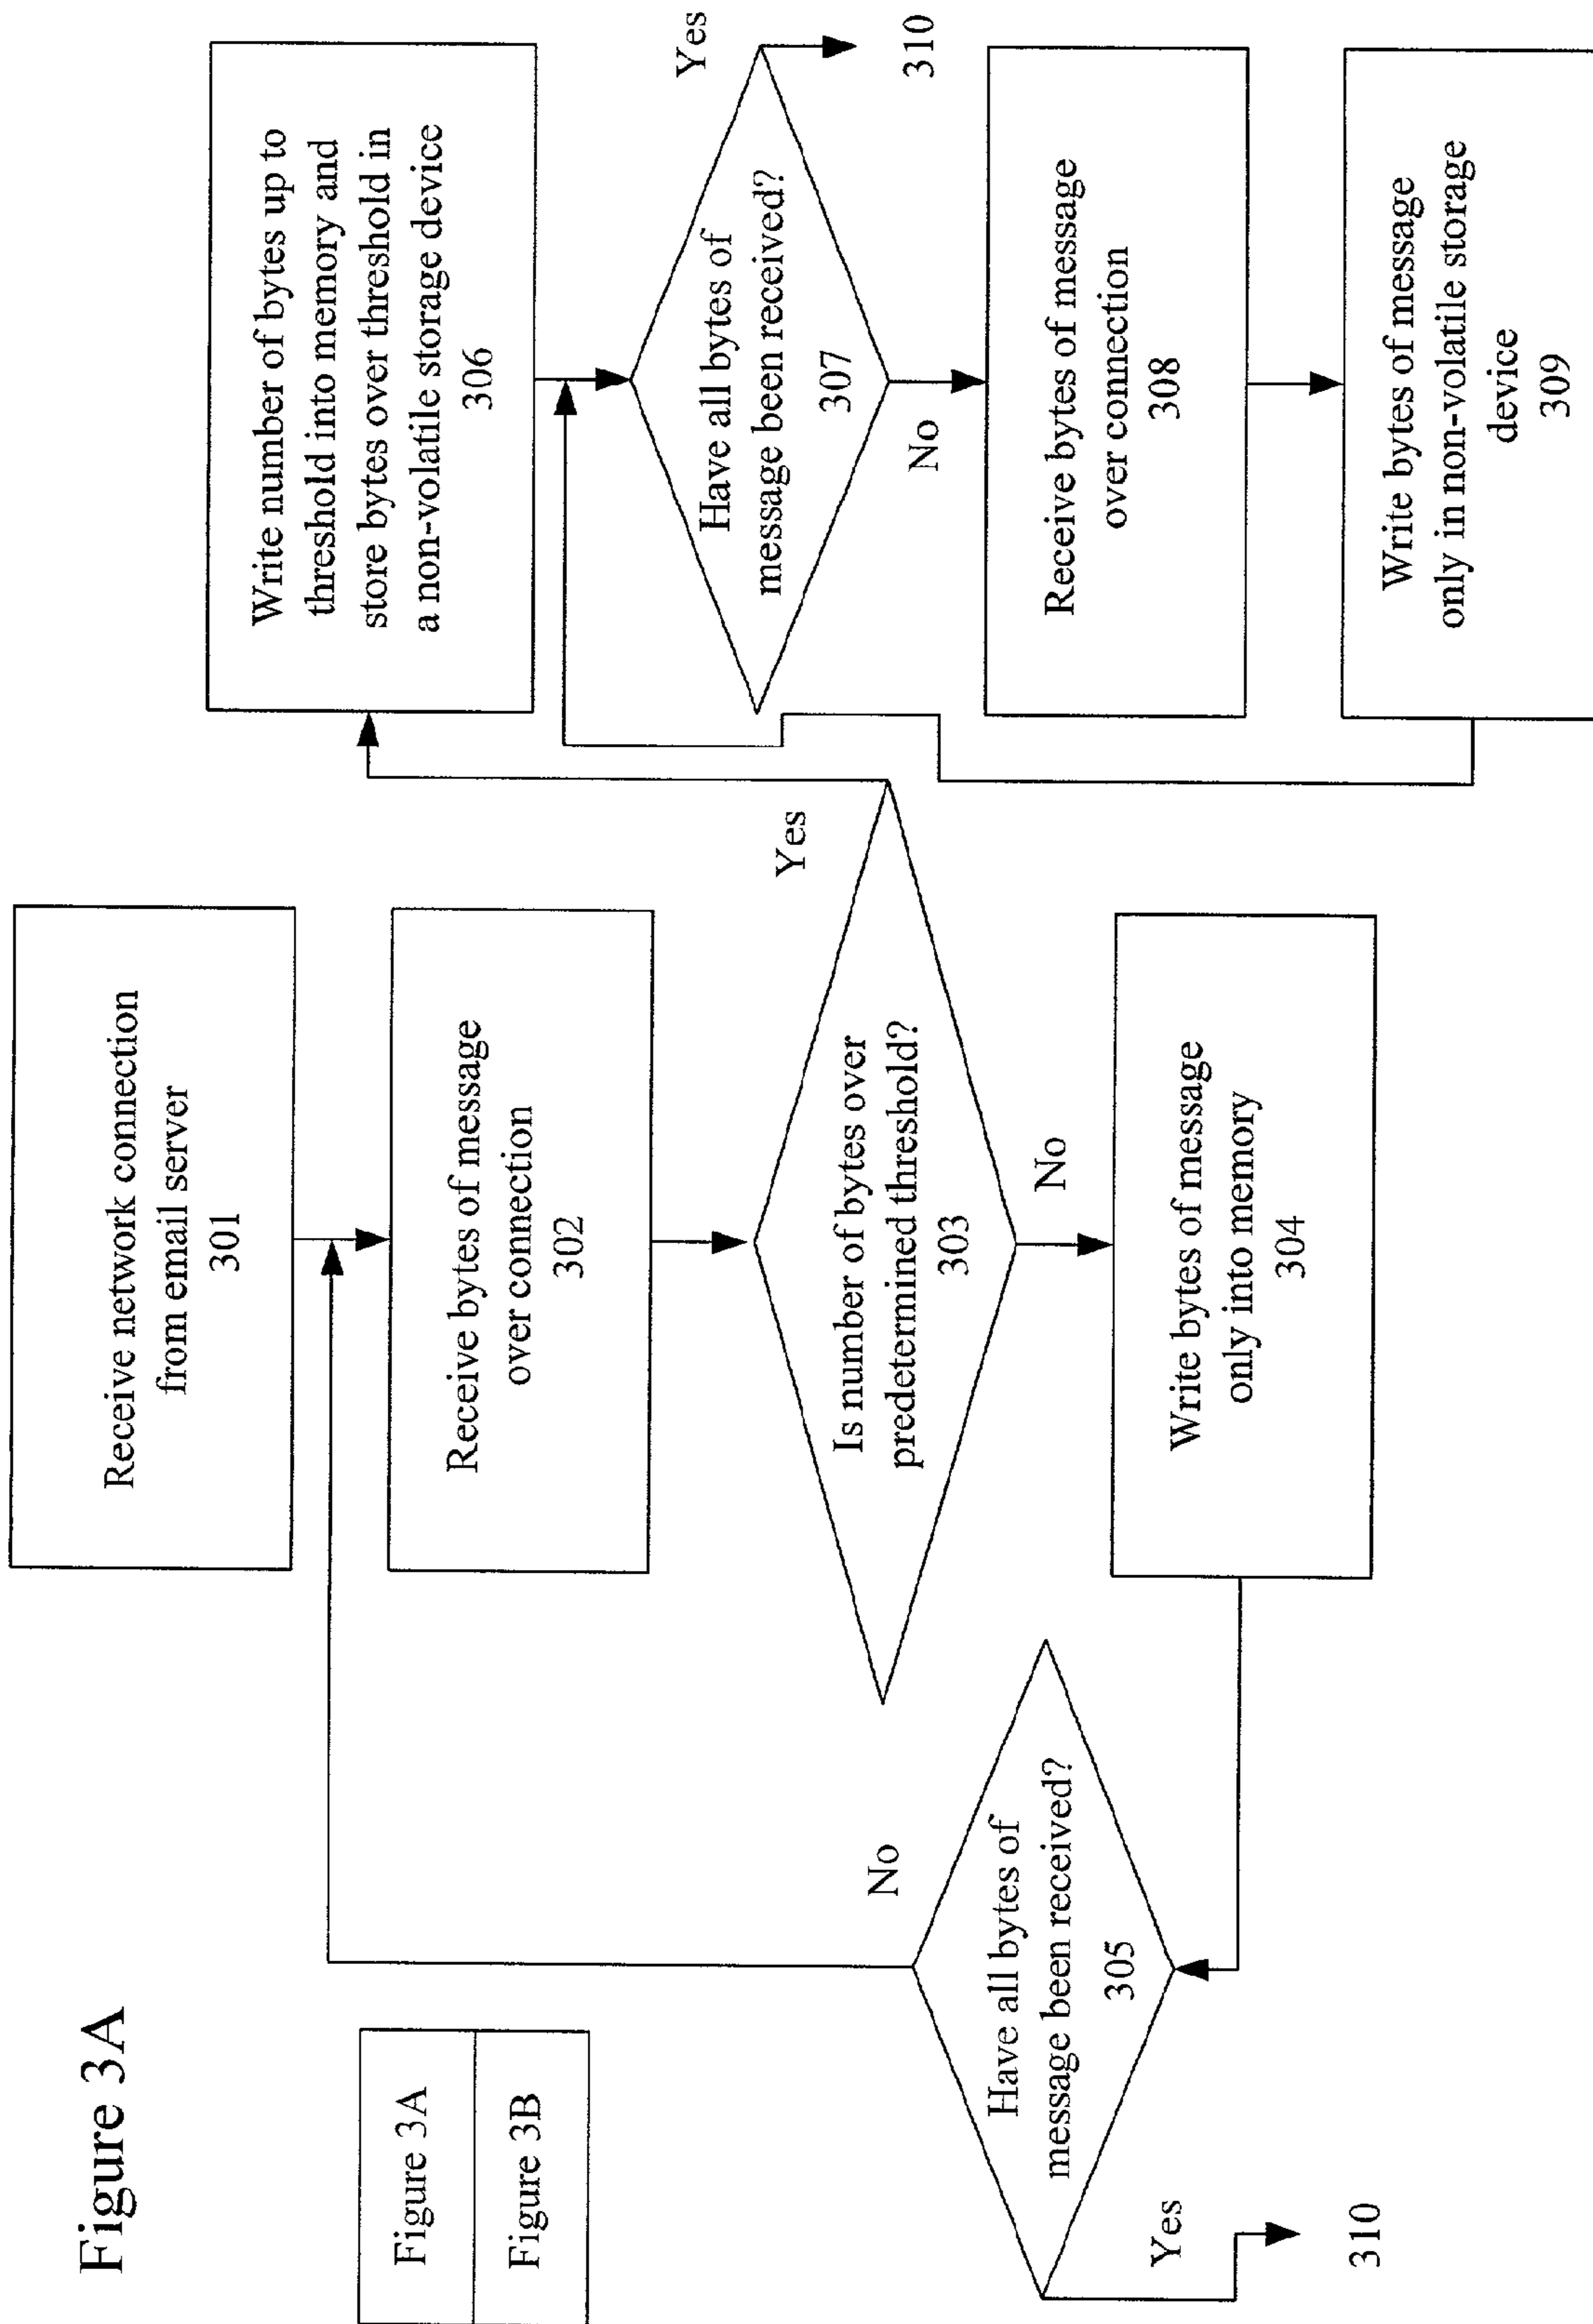 Figure 3A
Figure 3A
Figure 3B
Receive network connection
from email server
301
Receive bytes of message
over connection
302
Is number of bytes over
predetermined threshold?
303
Yes
No
Write bytes of message
only into memory
304
Have all bytes of
message been received?
305
No
Yes
310
Write number of bytes up to
threshold into memory and
store bytes over threshold in
a non-volatile storage device
306
Have all bytes of
message been received?
307
Yes
310
No
Receive bytes of message
over connection
308
Write bytes of message
only in non-volatile storage
device
309